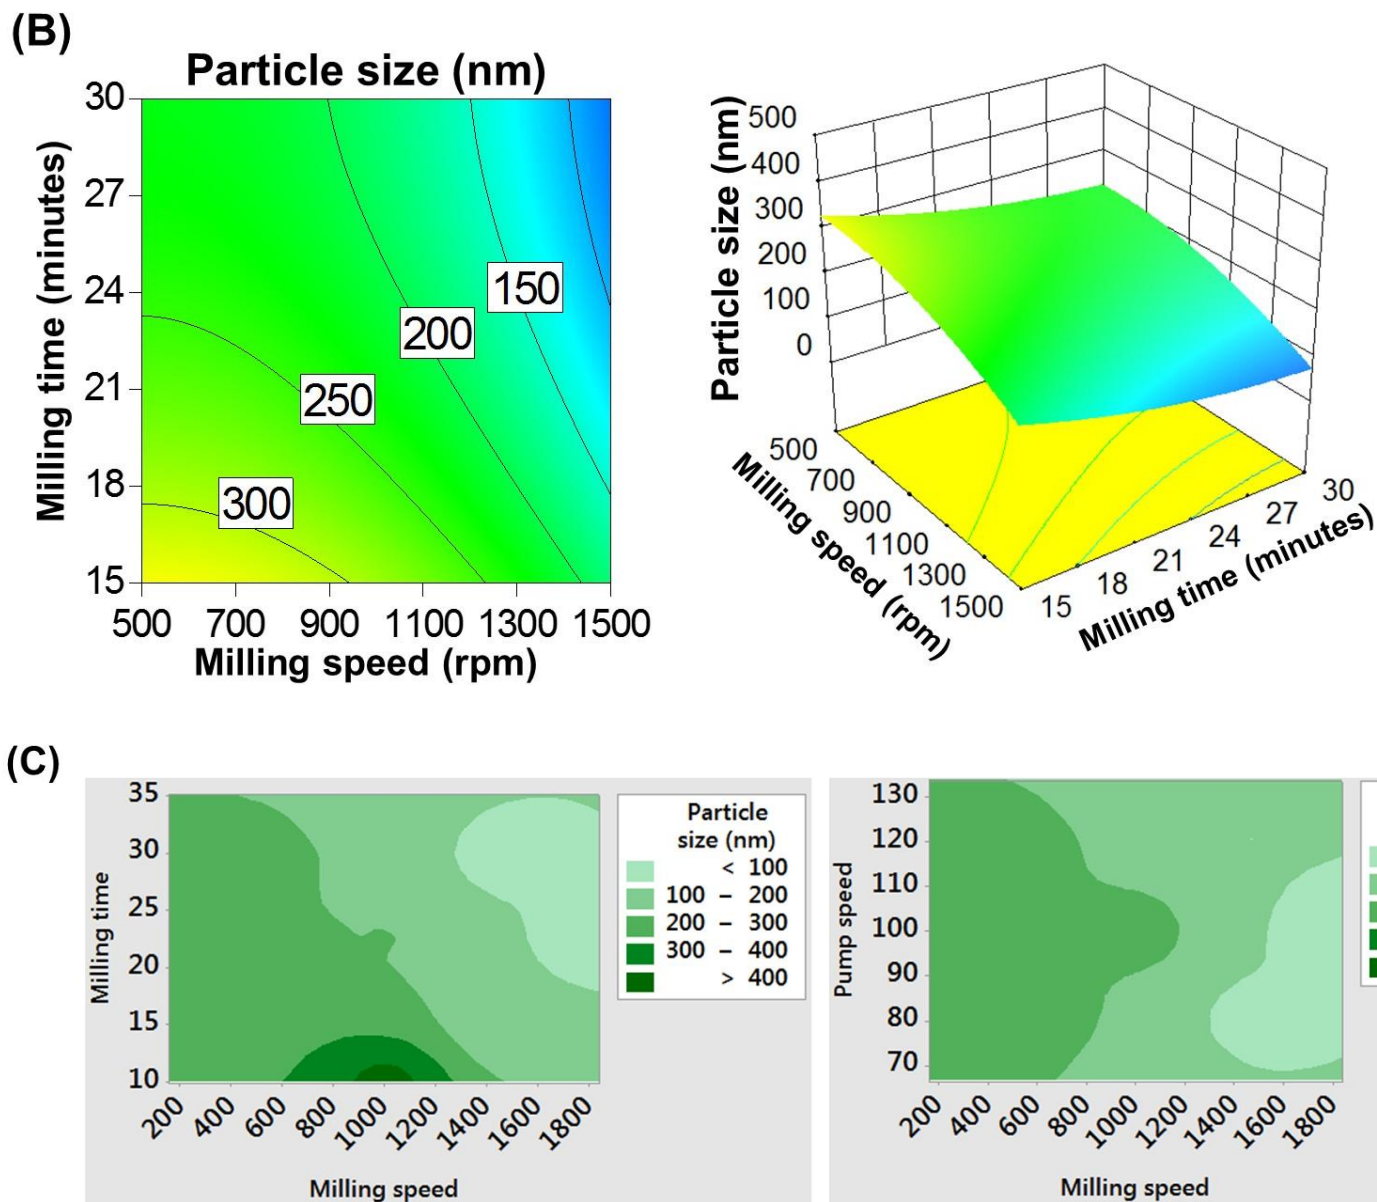 (B)
Particle size (nm)
30
27
24
21
18
15
Milling time (minutes)
150
200
250
300
500 700 900 1100 1300 1500
Milling speed (rpm)
Particle size (nm)
500
400
300
200
100
0
500
700
900
1100
1300
1500
Milling speed (rpm)
15
18
21
24
27
30
Milling time (minutes)
(C)
35
30
25
20
15
10
Milling time
200 400 600 800 1000 1200 1400 1600 1800
Milling speed
Particle
size (nm)
< 100
100 – 200
200 – 300
300 – 400
> 400
130
120
110
100
90
80
70
Pump speed
200 400 600 800 1000 1200 1400 1600 1800
Milling speed